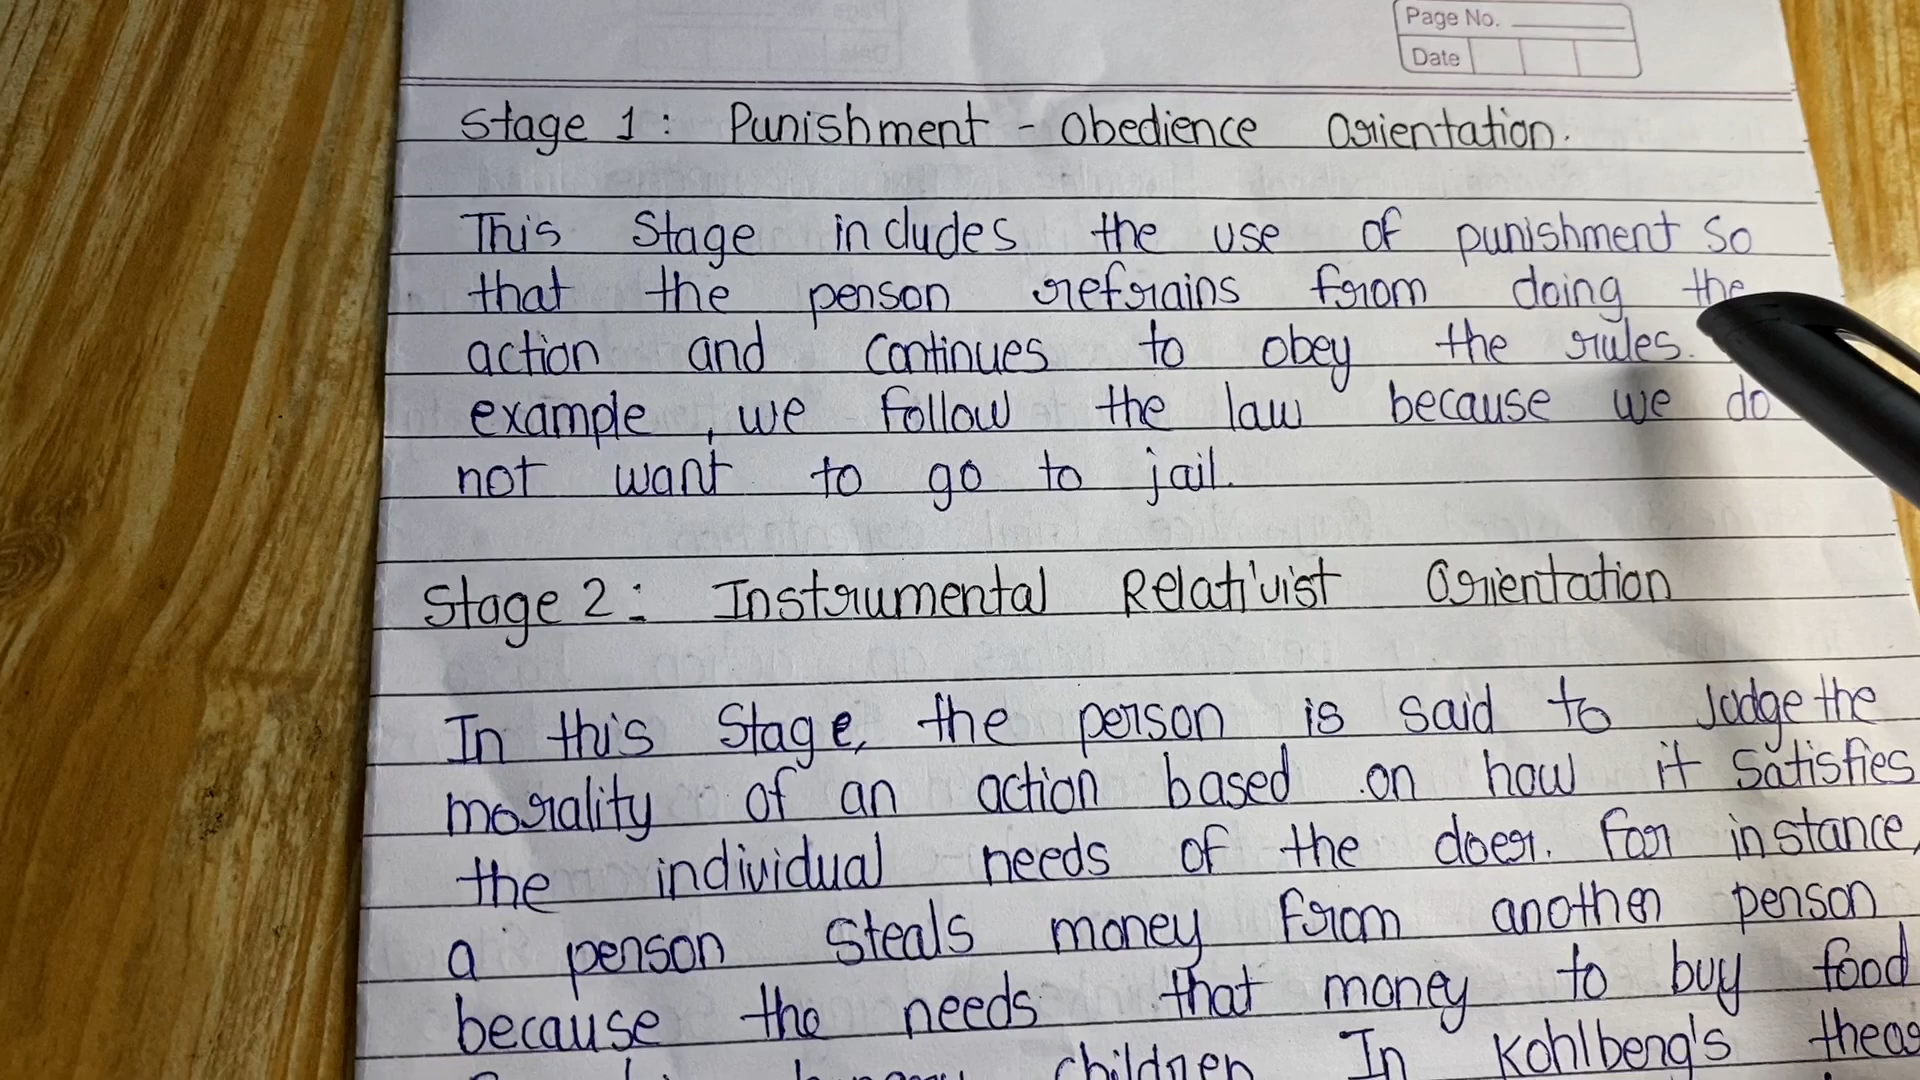 Page No.
Date
Stage 1: Punishment - Obedience Orientation.
This Stage includes the use of punishment so
that the person refrains from doing the
action and continues to obey the rules.
example, we follow the law because we do
not want to go to jail.
Stage 2: Instrumental Relativist Orientation
In this Stage, the person is said to Judge the
morality of an action based on how it satisfies
the individual needs of the doer. For instance,
a person steals money from another person
because the needs that money to buy food
children In Kohlberg's